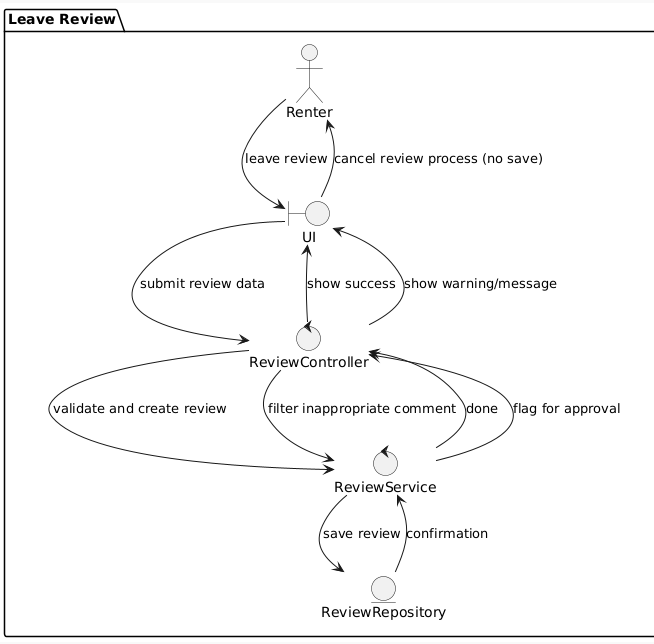 Leave Review
Renter
leave review
cancel review process (no save)
UI
submit review data
show success
show warning/message
ReviewController
validate and create review
filter inappropriate comment
done
flag for approval
ReviewService
save review
confirmation
ReviewRepository